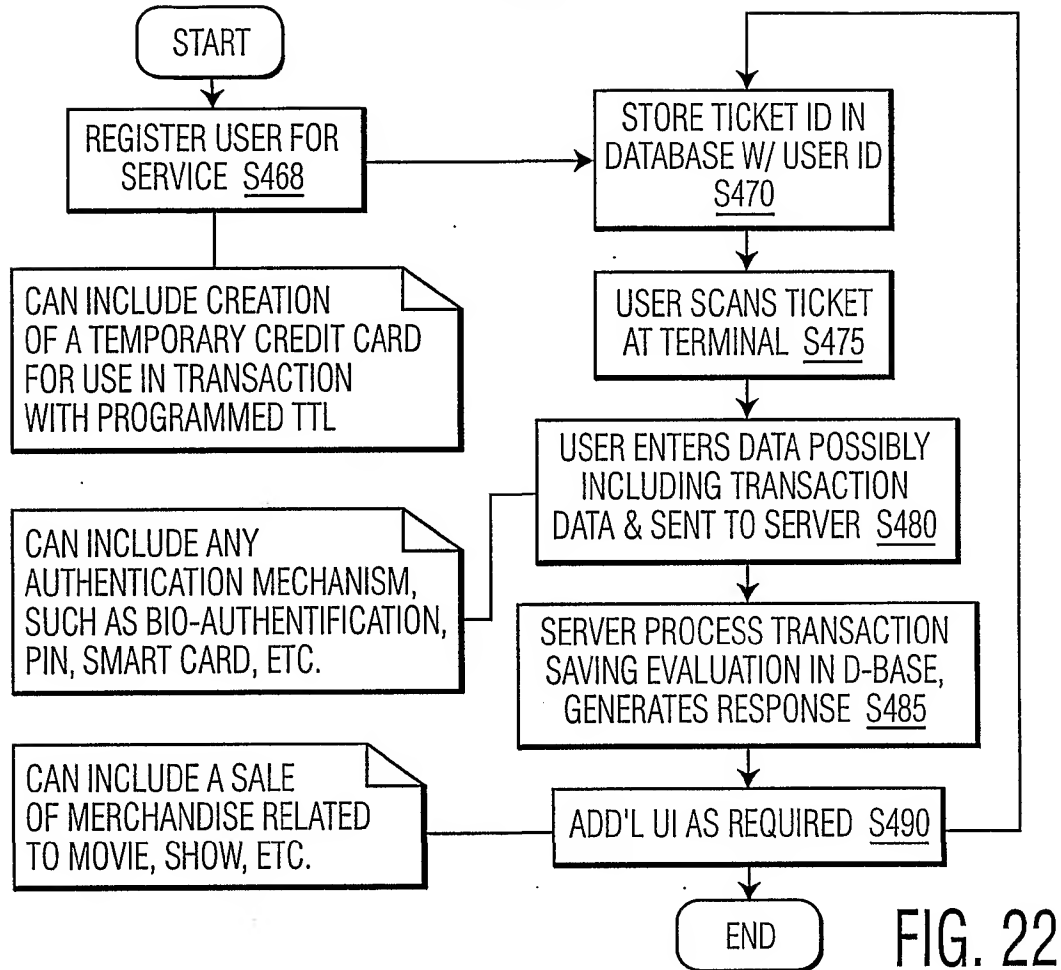 START
REGISTER USER FOR
SERVICE S468
CAN INCLUDE CREATION
OF A TEMPORARY CREDIT CARD
FOR USE IN TRANSACTION
WITH PROGRAMMED TTL
STORE TICKET ID IN
DATABASE W/ USER ID
S470
USER SCANS TICKET
AT TERMINAL S475
USER ENTERS DATA POSSIBLY
INCLUDING TRANSACTION
DATA & SENT TO SERVER S480
CAN INCLUDE ANY
AUTHENTICATION MECHANISM,
SUCH AS BIO-AUTHENTIFICATION,
PIN, SMART CARD, ETC.
SERVER PROCESS TRANSACTION
SAVING EVALUATION IN D-BASE,
GENERATES RESPONSE S485
CAN INCLUDE A SALE
OF MERCHANDISE RELATED
TO MOVIE, SHOW, ETC.
ADD'L UI AS REQUIRED S490
END
FIG. 22